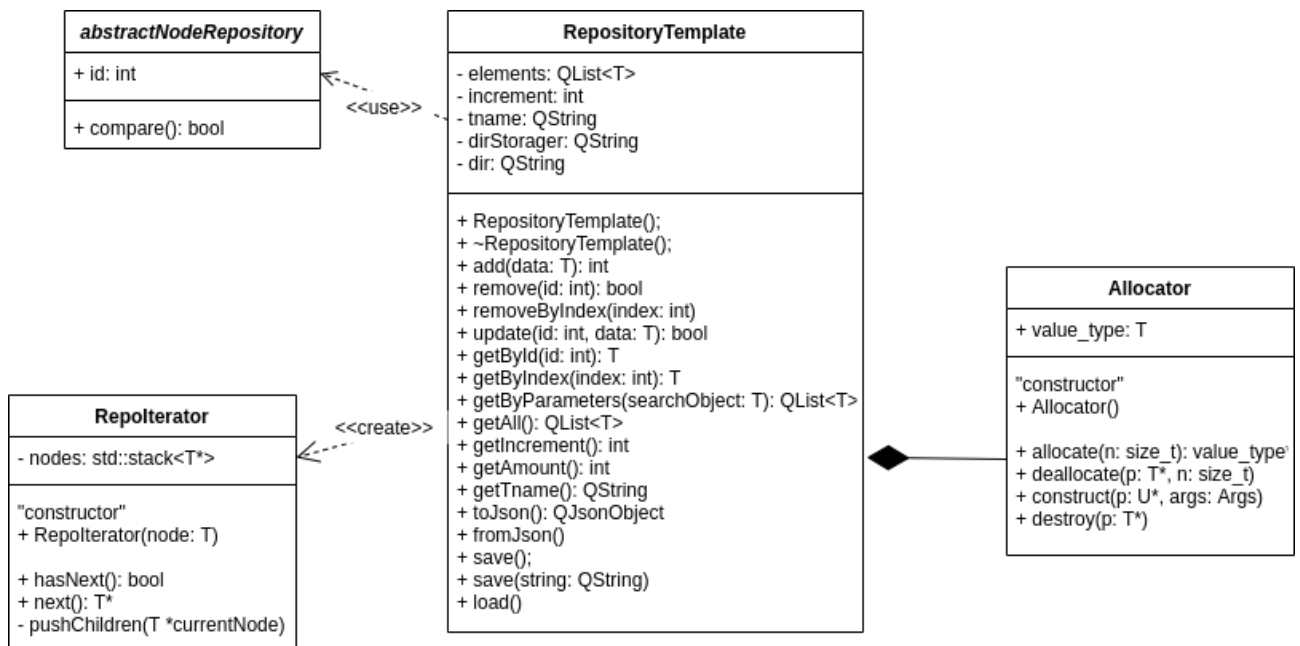 abstractNodeRepository
+ id: int
+ compare(): bool
<<use>>
RepositoryTemplate
- elements: QList<T>
- increment: int
- tname: QString
- dirStorager: QString
- dir: QString
+ RepositoryTemplate();
+ ~RepositoryTemplate();
+ add(data: T): int
+ remove(id: int): bool
+ removeByIndex(index: int)
+ update(id: int, data: T): bool
+ getById(id: int): T
+ getByIndex(index: int): T
+ getByParameters(searchObject: T): QList<T>
+ getAll(): QList<T>
+ getIncrement(): int
+ getAmount(): int
+ getTname(): QString
+ toJson(): QJsonObject
+ fromJson()
+ save();
+ save(string: QString)
+ load()
<<create>>
RepoIterator
- nodes: std::stack<T*>
"constructor"
+ RepoIterator(node: T)
+ hasNext(): bool
+ next(): T*
- pushChildren(T *currentNode)
Allocator
+ value_type: T
"constructor"
+ Allocator()
+ allocate(n: size_t): value_type
+ deallocate(p: T*, n: size_t)
+ construct(p: U*, args: Args)
+ destroy(p: T*)